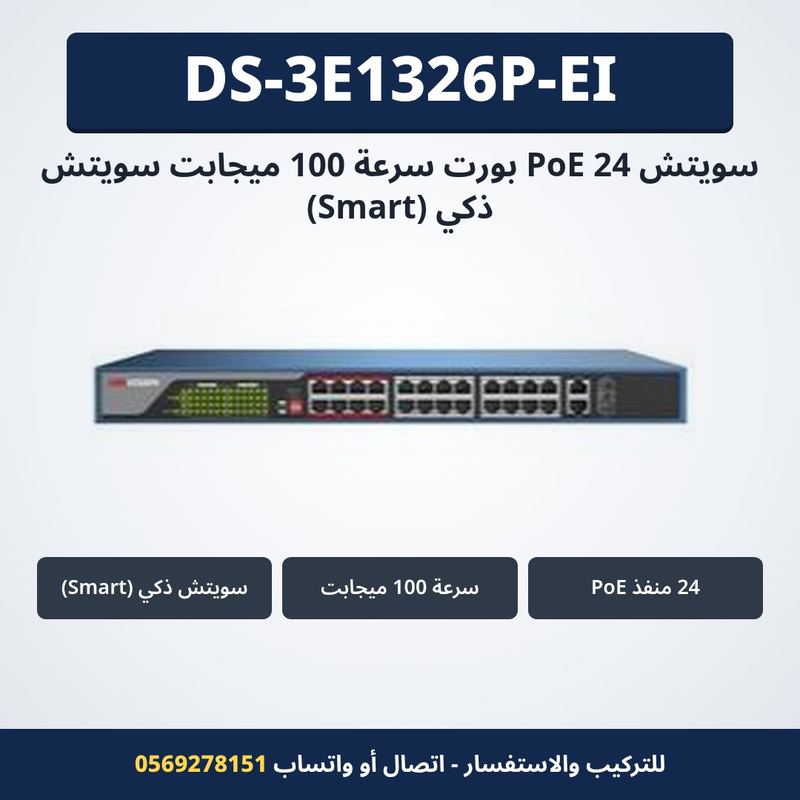 DS-3E1326P-EI
سويتش PoE 24 بورت سرعة 100 ميجابت سويتش
ذكي (Smart)
HIKVISION
24 منفذ PoE
سرعة 100 ميجابت
سويتش ذكي (Smart)
للتركيب والاستفسار - اتصال أو واتساب 0569278151